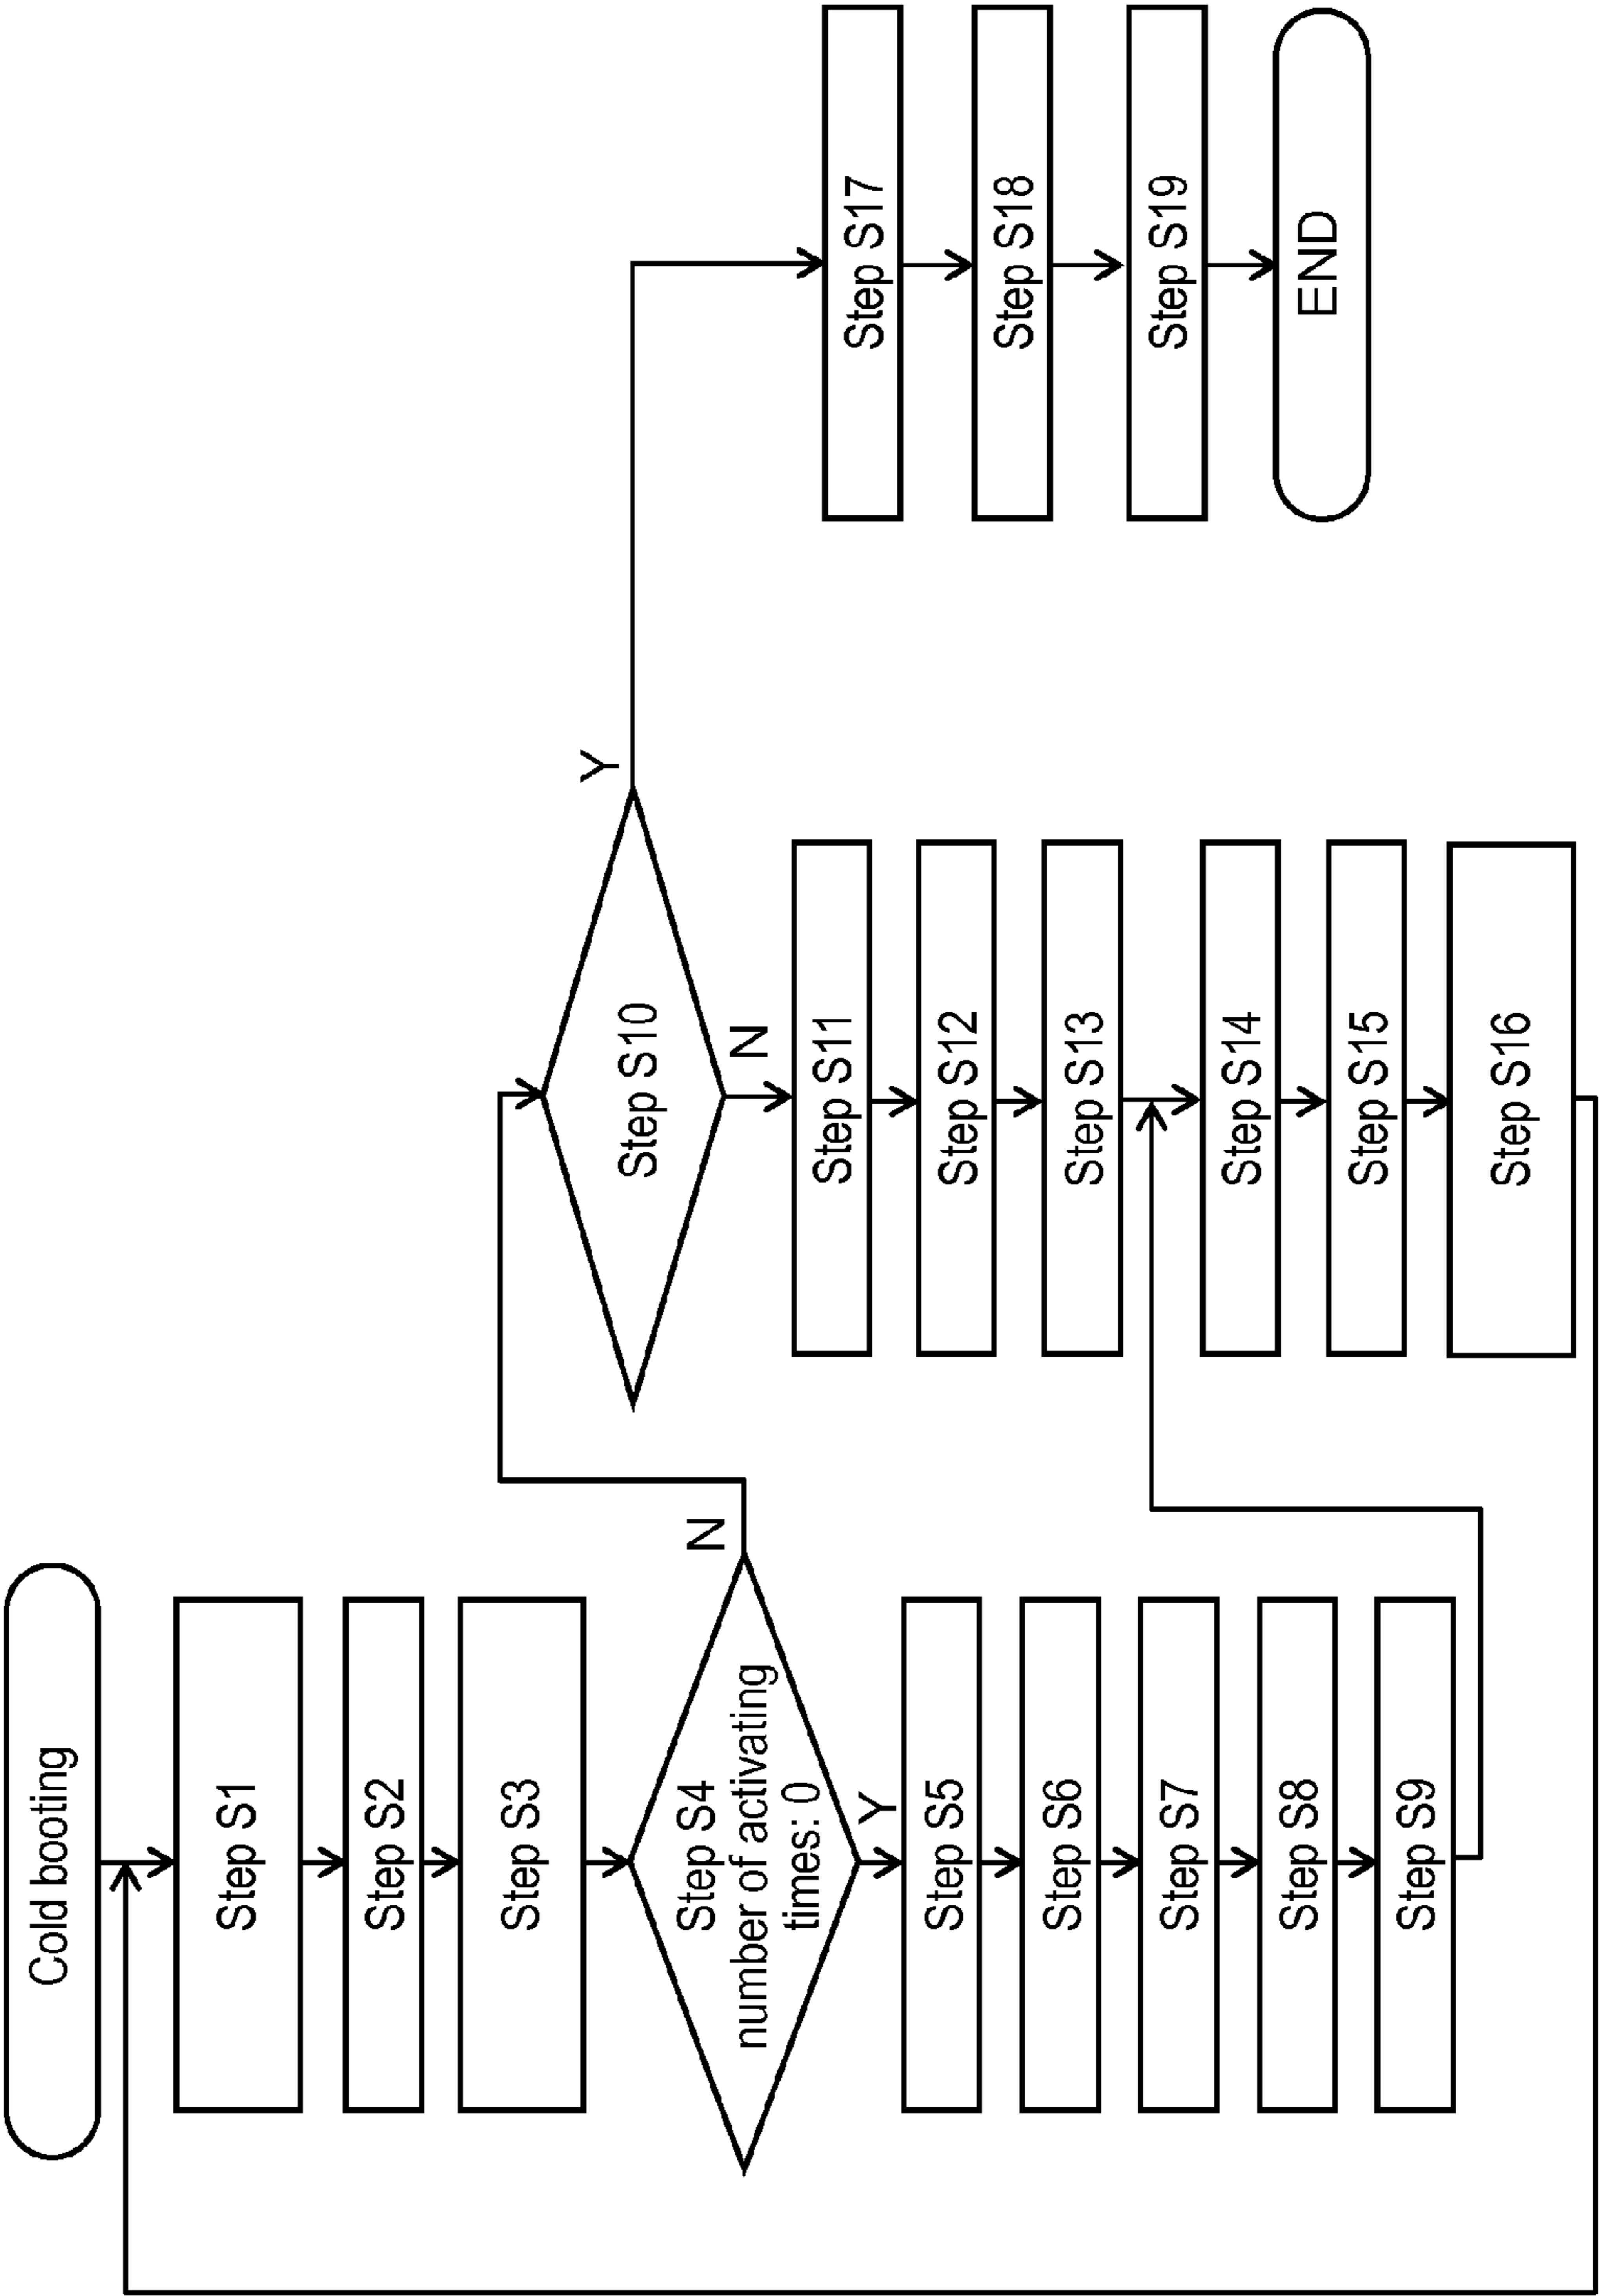 Cold booting
Step S1
Step S2
Step S3
Step S4
number of activating
times: 0
N
Y
Step S5
Step S6
Step S7
Step S8
Step S9
Step S10
Y
N
Step S11
Step S12
Step S13
Step S14
Step S15
Step S16
Step S17
Step S18
Step S19
END